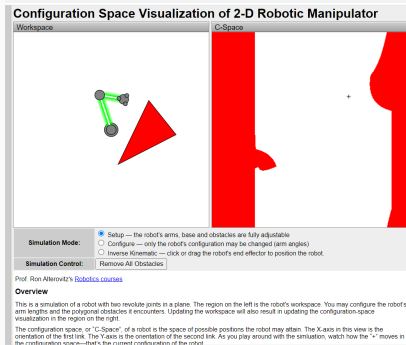 Configuration Space Visualization of 2-D Robotic Manipulator
Workspace
C-Space
Simulation Mode:
Setup — the robot's arms, base and obstacles are fully adjustable
Configure — only the robot's configuration may be changed (arm angles)
Inverse Kinematic — click or drag the robot's end effector to position the robot.
Simulation Control:
Remove All Obstacles
Prof. Ron Alterovitz's Robotics courses
Overview
This is a simulation of a robot with two revolute joints in a plane. The region on the left is the robot's workspace. You may configure the robot's
arm lengths and the polygonal obstacles it encounters. Updating the workspace will also result in updating the configuration-space
visualization in the region on the right.
The configuration space, or "C-Space", of a robot is the space of possible positions the robot may attain. The X-axis in this view is the
orientation of the first link. The Y-axis is the orientation of the second link. As you play around with the simulation, watch how the "+" moves in
the configuration space—that's the current configuration of the robot.